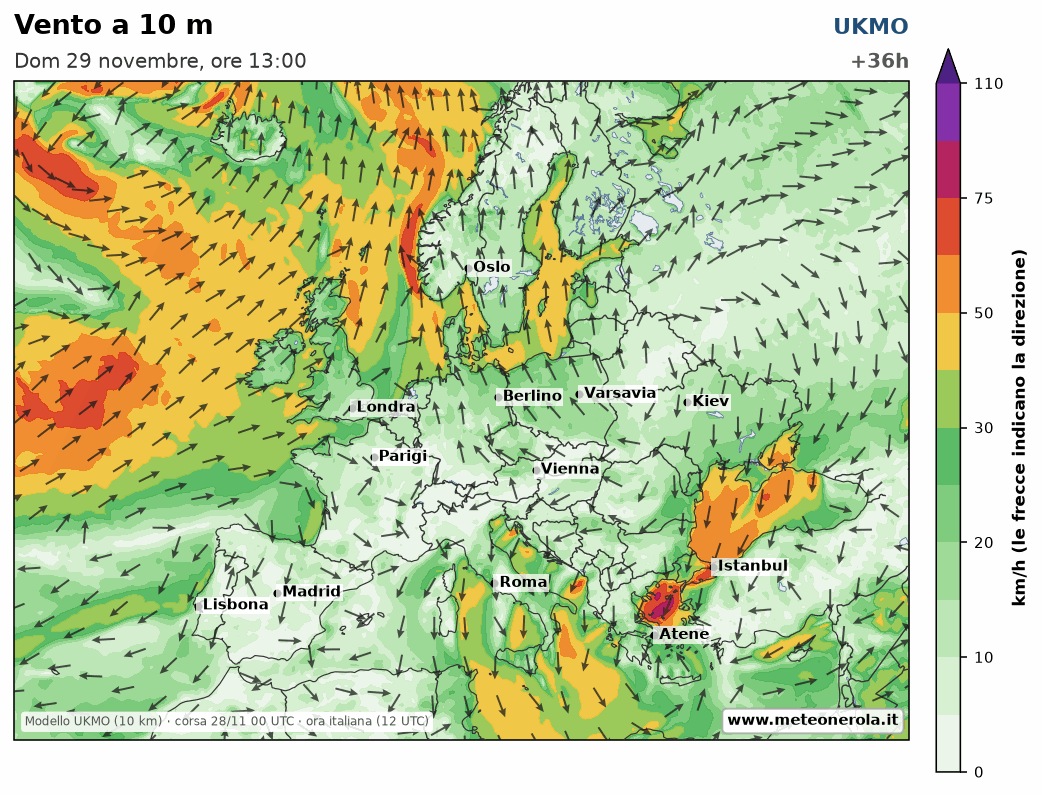 Vento a 10 m
UKMO
Dom 29 novembre, ore 13:00
+36h
110
75
50
30
20
10
0
km/h (le frecce indicano la direzione)
Oslo
Berlino
Varsavia
Kiev
Londra
Parigi
Vienna
Istanbul
Roma
Madrid
Lisbona
Atene
Modello UKMO (10 km) · corsa 28/11 00 UTC · ora italiana (12 UTC)
www.meteonerola.it